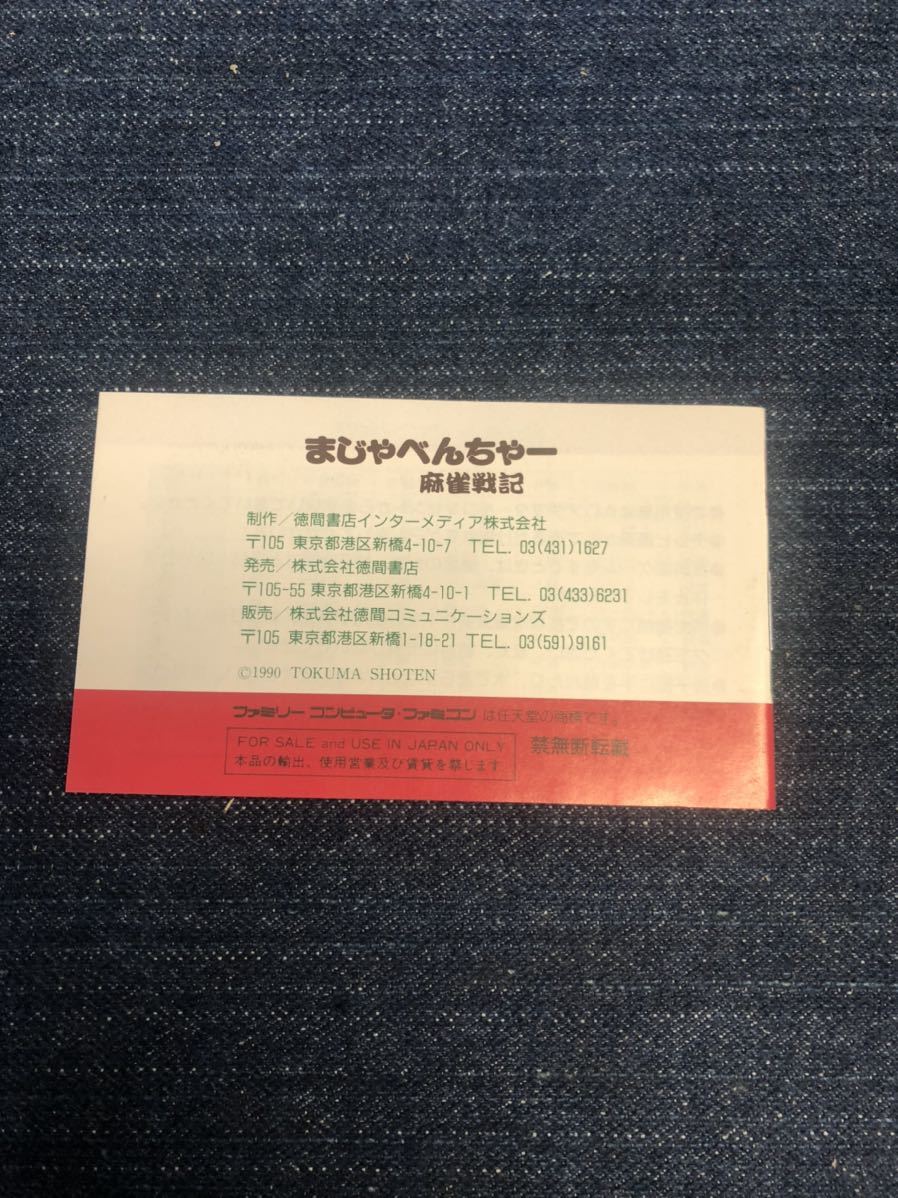 まじゃべんちゃー
麻雀戦記
制作／徳間書店インターメディア株式会社
〒105 東京都港区新橋4-10-7 TEL. 03(431)1627
発売／株式会社徳間書店
〒105-55 東京都港区新橋4-10-1 TEL. 03(433)6231
販売／株式会社徳間コミュニケーションズ
〒105 東京都港区新橋1-18-21 TEL. 03(591)9161
©1990 TOKUMA SHOTEN
ファミリーコンピュータ・ファミコンは任天堂の商標です。
FOR SALE and USE IN JAPAN ONLY
本品の輸出、使用営業及び賃貸を禁じます
禁無断転載